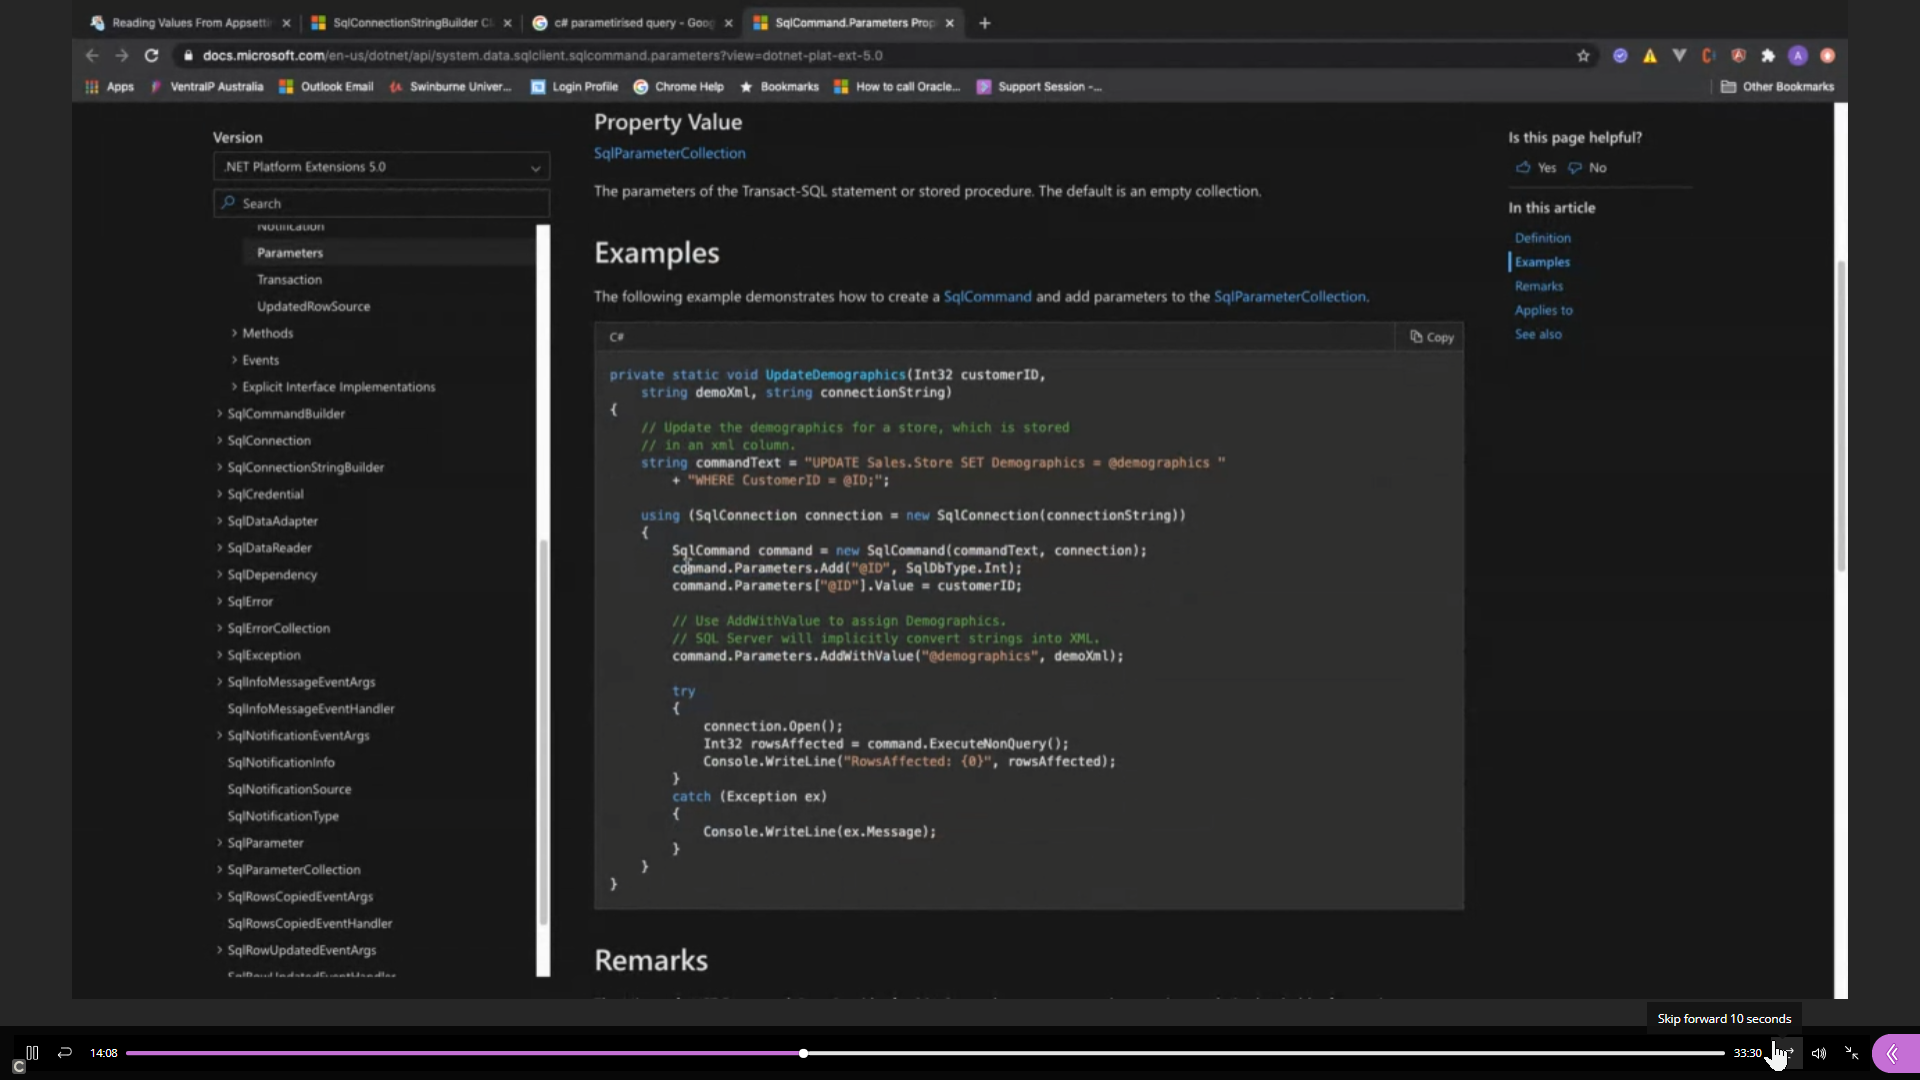 Reading Values From Appsetti
SqlConnectionStringBuilder C
c# parametirised query - Goo
SqlCommand.Parameters Prop
docs.microsoft.com/en-us/dotnet/api/system.data.sqlclient.sqlcommand.parameters?view=dotnet-plat-ext-5.0
Apps
VentraIP Australia
Outlook Email
Swinburne Univer...
Login Profile
Chrome Help
Bookmarks
How to call Oracle...
Support Session -...
Other Bookmarks
Version
.NET Platform Extensions 5.0
Search
Notification
Parameters
Transaction
UpdatedRowSource
Methods
Events
Explicit Interface Implementations
SqlCommandBuilder
SqlConnection
SqlConnectionStringBuilder
SqlCredential
SqlDataAdapter
SqlDataReader
SqlDependency
SqlError
SqlErrorCollection
SqlException
SqlInfoMessageEventArgs
SqlInfoMessageEventHandler
SqlNotificationEventArgs
SqlNotificationInfo
SqlNotificationSource
SqlNotificationType
SqlParameter
SqlParameterCollection
SqlRowsCopiedEventArgs
SqlRowsCopiedEventHandler
SqlRowUpdatedEventArgs
SqlRowUpdatedEventHandler
Property Value
SqlParameterCollection
The parameters of the Transact-SQL statement or stored procedure. The default is an empty collection.
Examples
The following example demonstrates how to create a SqlCommand and add parameters to the SqlParameterCollection.
C#
Copy
private static void UpdateDemographics(Int32 customerID,
string demoXml, string connectionString)
{
// Update the demographics for a store, which is stored
// in an xml column.
string commandText = "UPDATE Sales.Store SET Demographics = @demographics "
+ "WHERE CustomerID = @ID;";
using (SqlConnection connection = new SqlConnection(connectionString))
{
SqlCommand command = new SqlCommand(commandText, connection);
command.Parameters.Add("@ID", SqlDbType.Int);
command.Parameters["@ID"].Value = customerID;
// Use AddWithValue to assign Demographics.
// SQL Server will implicitly convert strings into XML.
command.Parameters.AddWithValue("@demographics", demoXml);
try
{
connection.Open();
Int32 rowsAffected = command.ExecuteNonQuery();
Console.WriteLine("RowsAffected: {0}", rowsAffected);
}
catch (Exception ex)
{
Console.WriteLine(ex.Message);
}
}
}
Remarks
Is this page helpful?
Yes
No
In this article
Definition
Examples
Remarks
Applies to
See also
Skip forward 10 seconds
14:08
33:30